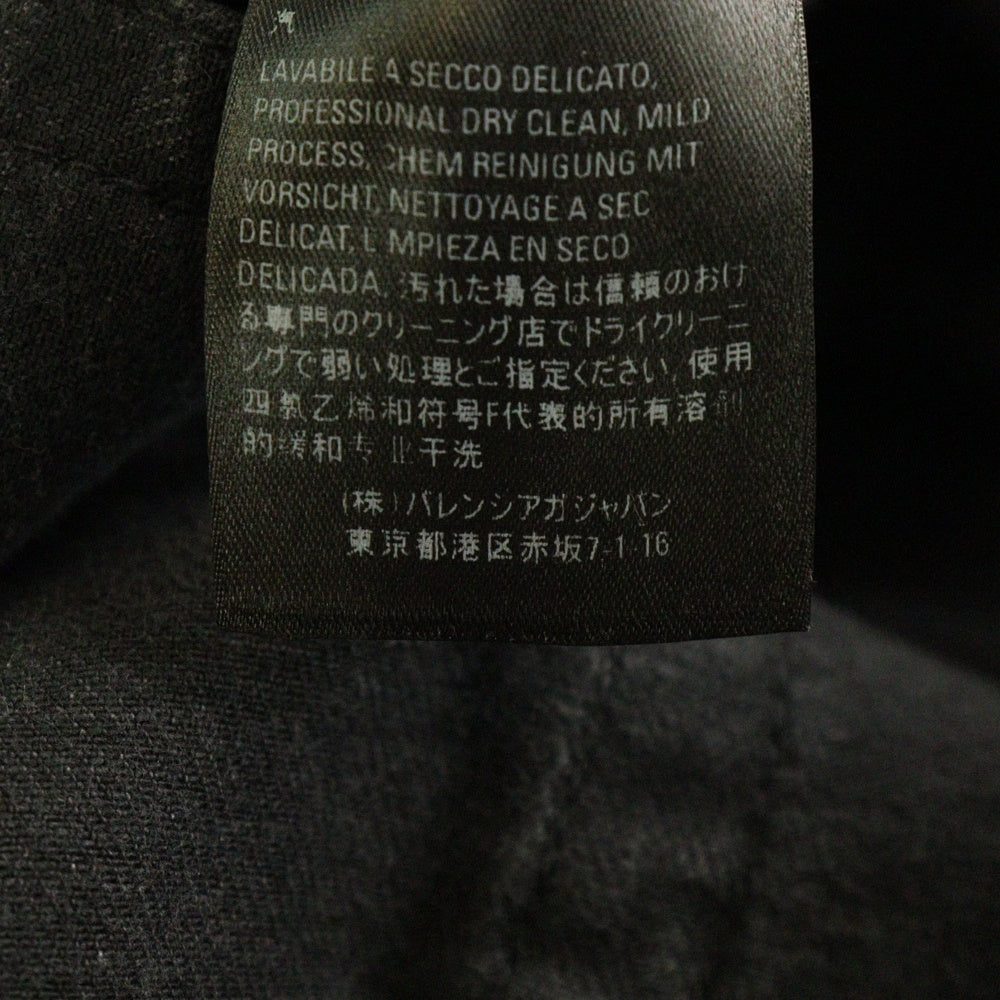 汽
LAVABILE A SECCO DELICATO,
PROFESSIONAL DRY CLEAN, MILD
PROCESS, CHEM REINIGUNG MIT
VORSICHT, NETTOYAGE A SEC
DELICAT, LIMPIEZA EN SECO
DELICADA, 汚れた場合は信頼のおけ
る専門のクリーニング店でドライクリーニ
ングで弱い処理とご指定ください, 使用
四氯乙烯和符号F代表的所有溶剂
的缓和专业干洗
(株)バレンシアガジャパン
東京都港区赤坂7-1-16